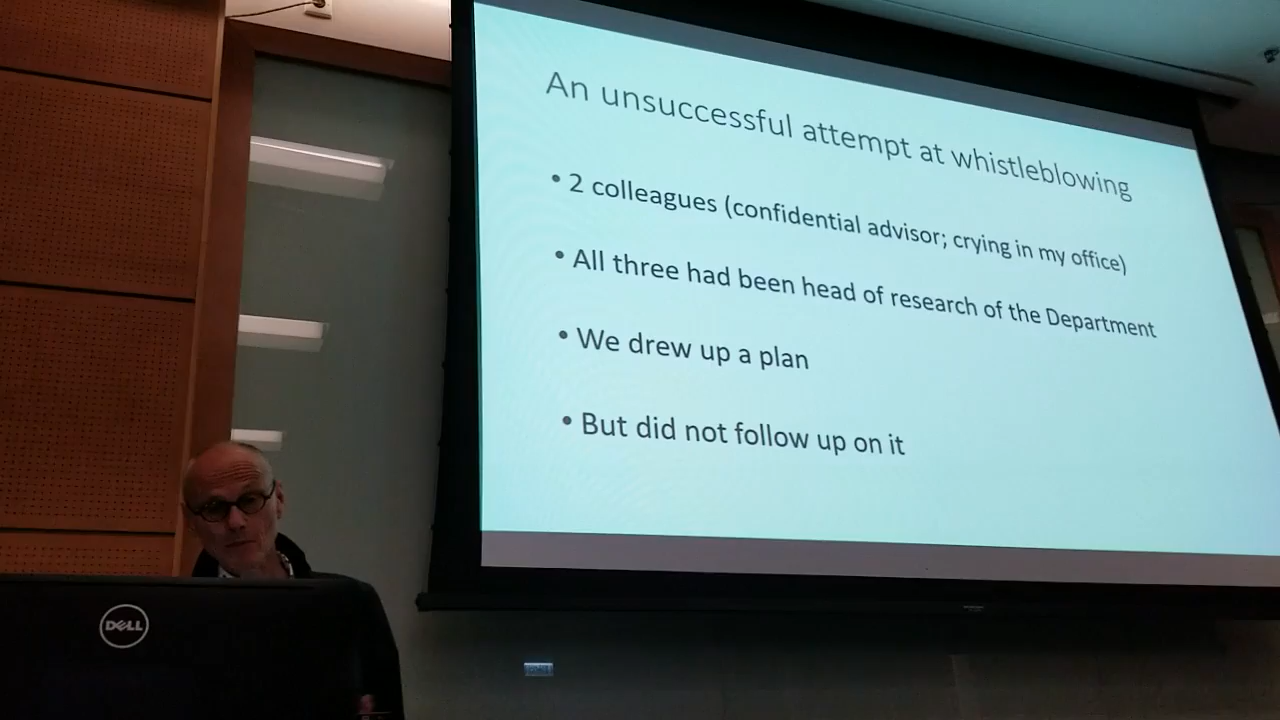 An unsuccessful attempt at whistleblowing
• 2 colleagues (confidential advisor; crying in my office)
• All three had been head of research of the Department
• We drew up a plan
• But did not follow up on it
DELL